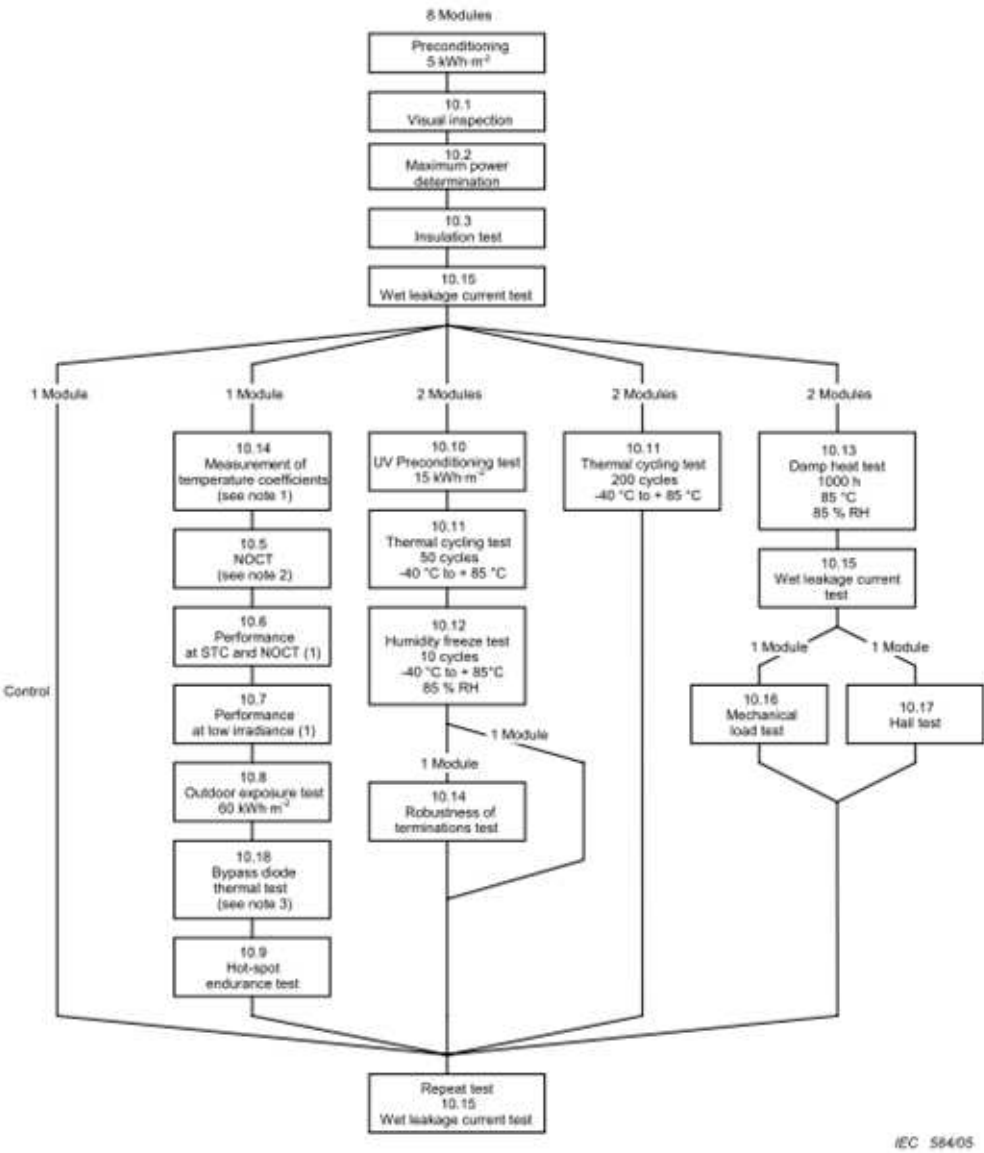 8 Modules
Preconditioning
5 kWh·m-2
10.1
Visual inspection
10.2
Maximum power
determination
10.3
Insulation test
10.15
Wet leakage current test
1 Module
1 Module
2 Modules
2 Modules
2 Modules
Control
10.14
Measurement of
temperature coefficients
(see note 1)
10.5
NOCT
(see note 2)
10.6
Performance
at STC and NOCT (1)
10.7
Performance
at low irradiance (1)
10.8
Outdoor exposure test
60 kWh·m-2
10.18
Bypass diode
thermal test
(see note 3)
10.9
Hot-spot
endurance test
10.10
UV Preconditioning test
15 kWh·m-2
10.11
Thermal cycling test
50 cycles
-40 °C to + 85 °C
10.12
Humidity freeze test
10 cycles
-40 °C to + 85°C
85 % RH
1 Module
1 Module
10.14
Robustness of
terminations test
10.11
Thermal cycling test
200 cycles
-40 °C to + 85 °C
10.13
Damp heat test
1000 h
85 °C
85 % RH
10.15
Wet leakage current
test
1 Module
1 Module
10.16
Mechanical
load test
10.17
Hail test
Repeat test
10.15
Wet leakage current test
IEC 584/05